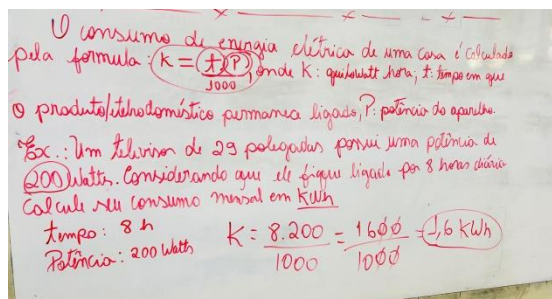 O consumo de energia elétrica de uma casa é calculado
pela formula: K = t P / 1000, onde K: quilowatt hora; t: tempo em que
o produto/eletrodoméstico permaneca ligado, P: potência do aparelho.
Ex.: Um televisor de 29 polegadas possui uma potência de
200 Watts. Considerando que ele fique ligado por 8 horas diária
Calcule seu consumo mensal em KWh
tempo: 8 h
Potência: 200 Watts
K = 8.200 / 1000 = 1600 / 1000 = 1,6 KWh